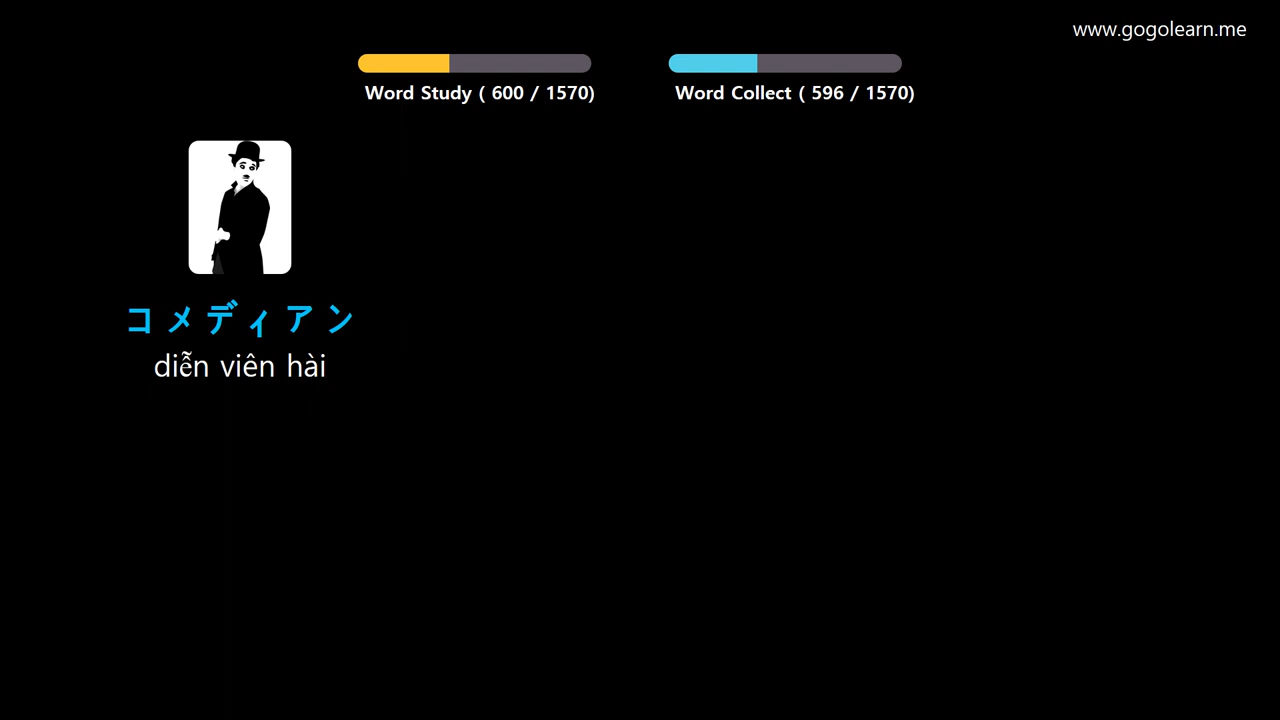 www.gogolearn.me
Word Study ( 600 / 1570)
Word Collect ( 596 / 1570)
コメディアン
diễn viên hài